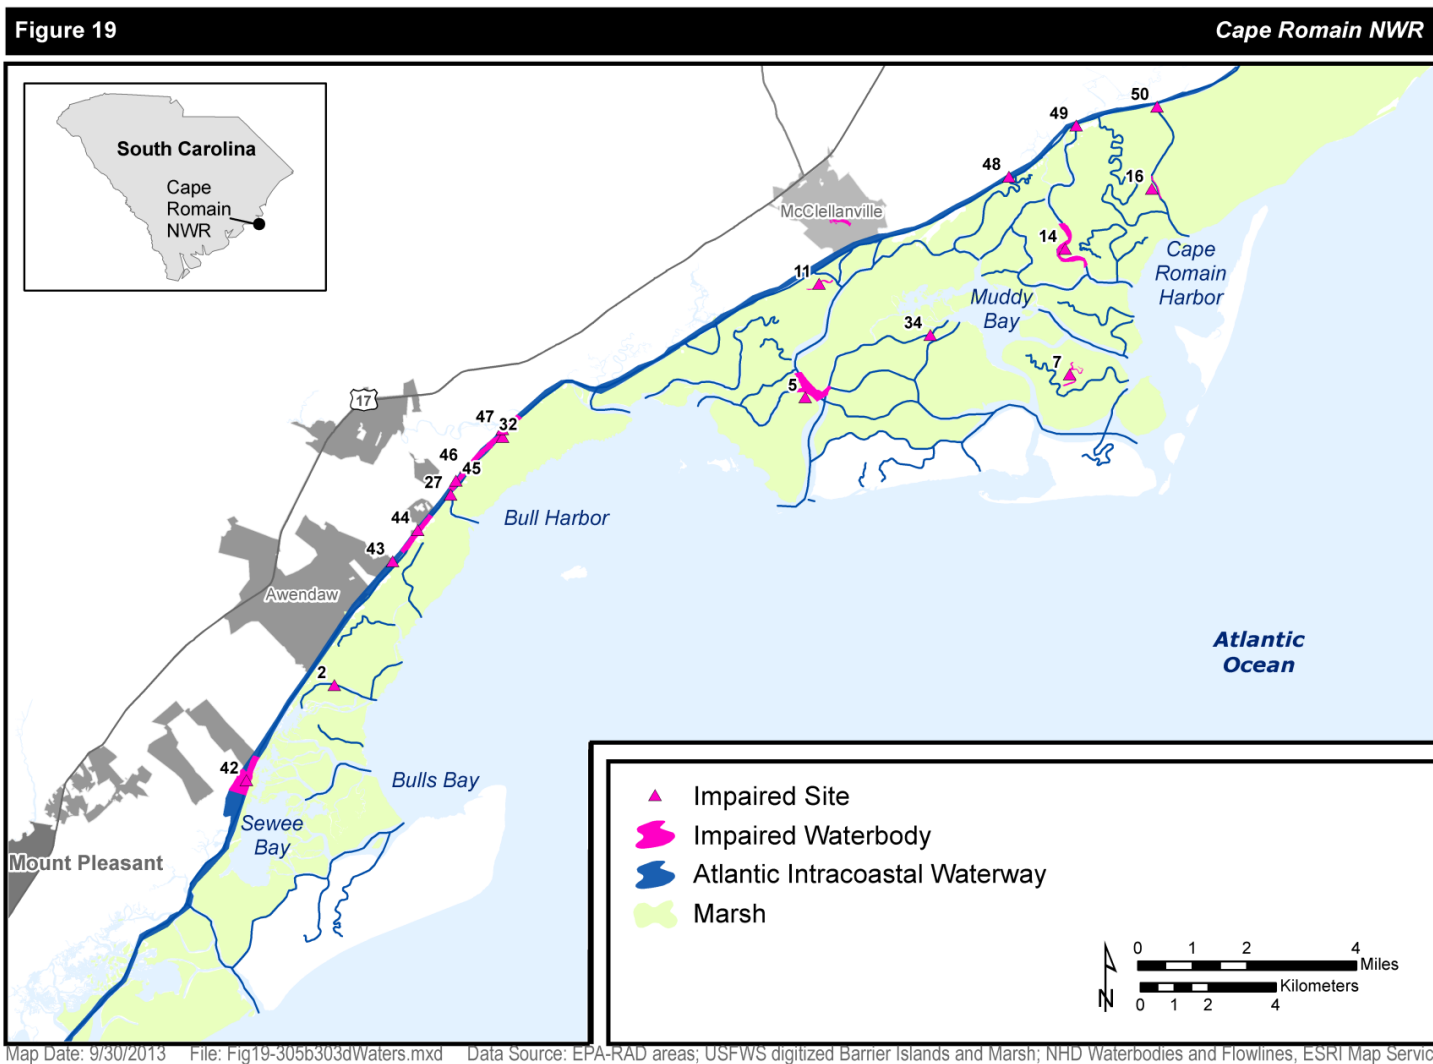 Figure 19
Cape Romain NWR
South Carolina
Cape
Romain
NWR
50
49
48
16
McClellanville
14
Cape
Romain
Harbor
11
Muddy
Bay
34
7
5
17
47
32
46
45
27
Bull Harbor
44
43
Awendaw
Atlantic
Ocean
2
42
Bulls Bay
Sewee
Bay
Mount Pleasant
Impaired Site
Impaired Waterbody
Atlantic Intracoastal Waterway
Marsh
0 1 2 4
Miles
Kilometers
0 1 2 4
N
Map Date: 9/30/2013 File: Fig19-305b303dWaters.mxd Data Source: EPA-RAD areas; USFWS digitized Barrier Islands and Marsh; NHD Waterbodies and Flowlines, ESRI Map Servic